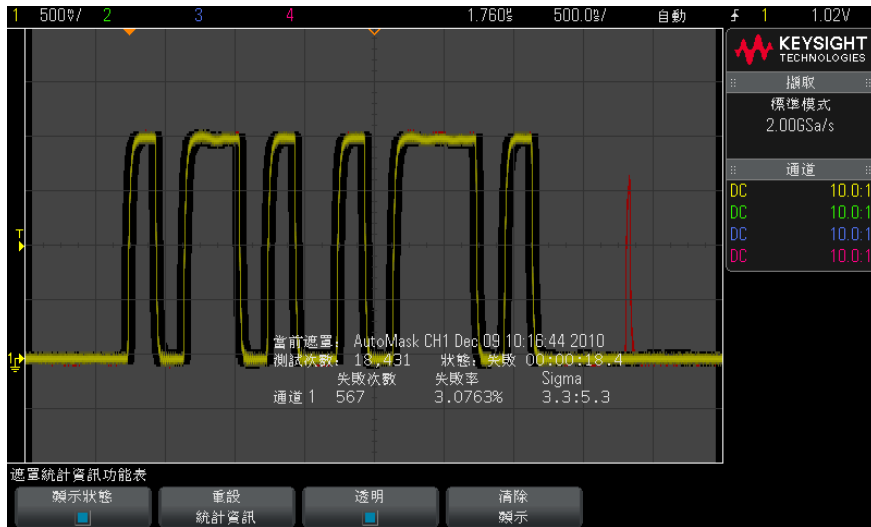 1 500V/ 2 3 4 1.760s 500.0s/ 自動 1 1.02V
KEYSIGHT
TECHNOLOGIES
擷取
標準模式
2.00GSa/s
通道
DC 10.0:1
DC 10.0:1
DC 10.0:1
DC 10.0:1
T
1
當前遮罩: AutoMask CH1 Dec 09 10:16:44 2010
測試次數: 18,431 狀態: 失敗 00:00:18.4
失敗次數 失敗率 Sigma
通道 1 567 3.0763% 3.3:5.3
遮罩統計資訊功能表
顯示狀態
重設
統計資訊
透明
清除
顯示